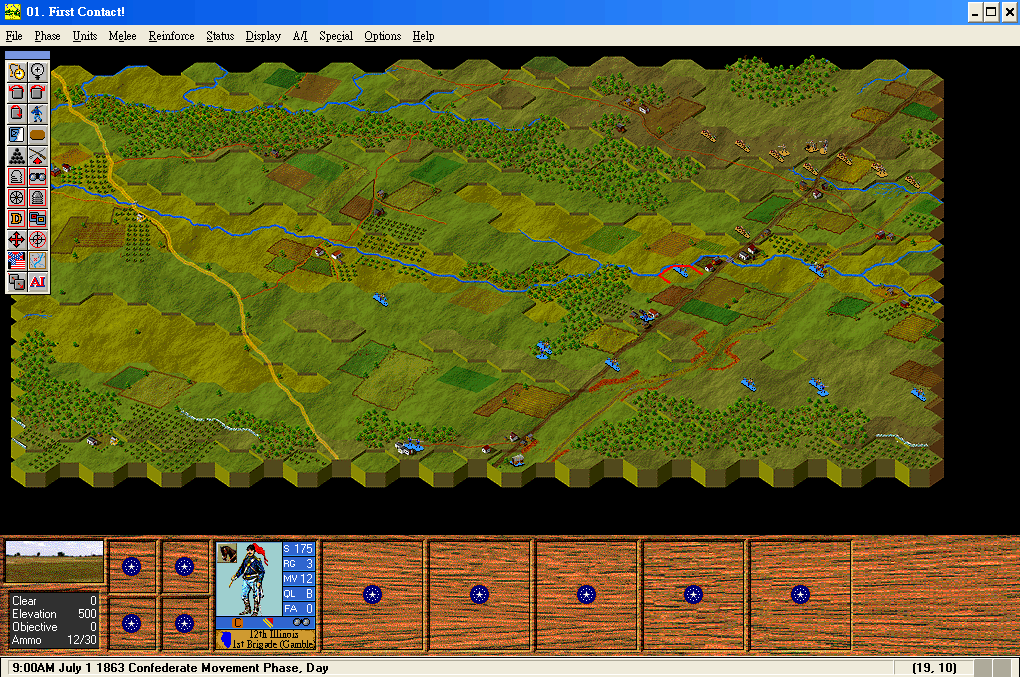 01. First Contact!
File Phase Units Melee Reinforce Status Display A/I Special Options Help
D
AI
Clear 0
Elevation 500
Objective 0
Ammo 12/30
S 175
RG 3
MV 12
QL B
FA 0
C
12th Illinois
1st Brigade (Gamble)
9:00AM July 1 1863 Confederate Movement Phase, Day (19, 10)